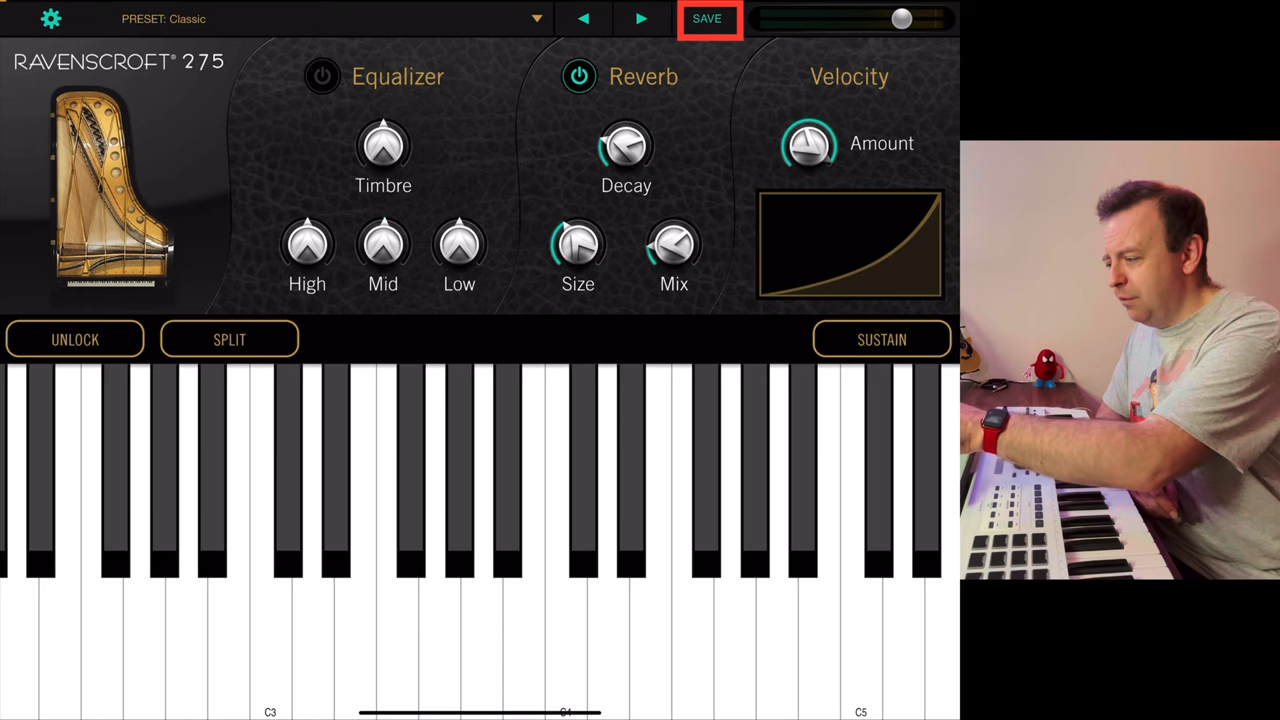 PRESET: Classic
SAVE
RAVENSCROFT® 275
Equalizer
Reverb
Velocity
Timbre
Decay
Amount
High
Mid
Low
Size
Mix
UNLOCK
SPLIT
SUSTAIN
C3
C4
C5